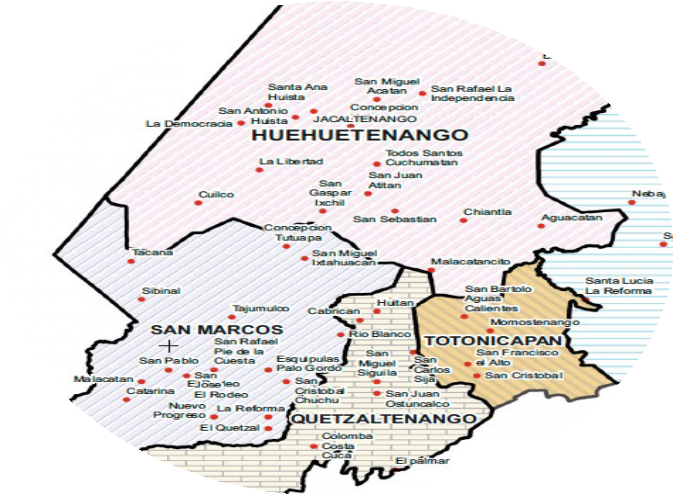 Santa Ana
Huista
San Miguel
Acatan
San Rafael La
Independencia
San Antonio
Huista
Concepcion
La Democracia
JACALTENANGO
HUEHUETENANGO
La Libertad
Todos Santos
Cuchumatan
San Juan
Atitan
San
Gaspar
Ixchil
Cuilco
San Sebastian
Chiantla
Aguacatan
Nebaj
Concepcion
Tutuapa
San Miguel
Ixtahuacan
Tacana
Malacatancito
Santa Lucia
La Reforma
Sibinal
San Bartolo
Aguas
Calientes
Huitan
Cabrican
Tajumulco
Momostenango
SAN MARCOS
Rio Blanco
TOTONICAPAN
San Rafael
Pie de la
Cuesta
San Francisco
el Alto
San Pablo
Esquipulas
Palo Gordo
San
Miguel
Siguila
San
Carlos
Sija
San Cristobal
Malacatan
San
Jose
El Rodeo
San
Cristobal
Chuchu
Catarina
San Juan
Ostuncalco
Nuevo
Progreso
La Reforma
QUETZALTENANGO
El Quetzal
Colomba
Costa
Cuca
El palmar